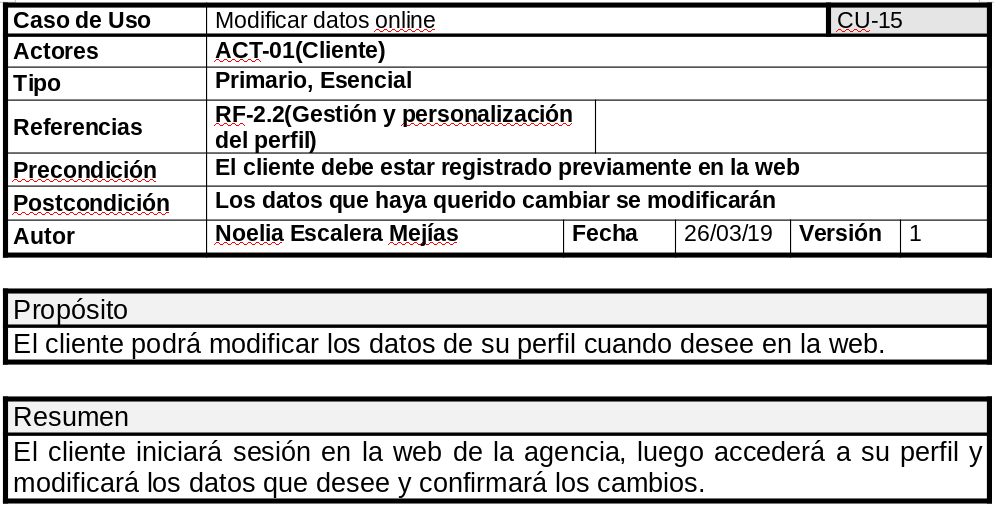 Caso de Uso Modificar datos online CU-15
Actores ACT-01(Cliente)
Tipo Primario, Esencial
Referencias RF-2.2(Gestión y personalización
del perfil)
Precondición El cliente debe estar registrado previamente en la web
Postcondición Los datos que haya querido cambiar se modificarán
Autor Noelia Escalera Mejías Fecha 26/03/19 Versión 1
Propósito
El cliente podrá modificar los datos de su perfil cuando desee en la web.
Resumen
El cliente iniciará sesión en la web de la agencia, luego accederá a su perfil y
modificará los datos que desee y confirmará los cambios.